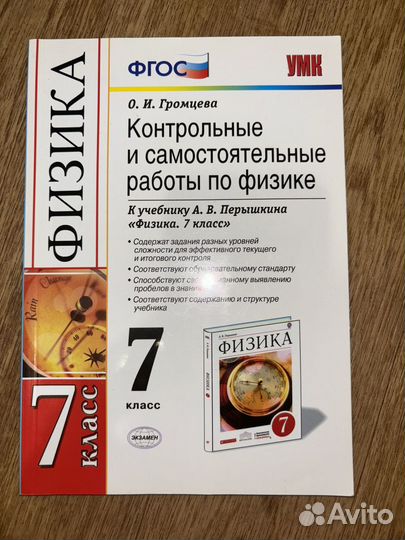 ФГОС
УМК
О. И. Громцева
Контрольные
и самостоятельные
работы по физике
К учебнику А. В. Перышкина
«Физика. 7 класс»
• Содержат задания разных уровней
сложности для эффективного текущего
и итогового контроля
• Соответствуют образовательному стандарту
• Способствуют выявлению
пробелов в знаниях
• Соответствуют содержанию и структуре
учебника
7
класс
ЭКЗАМЕН
ФИЗИКА
7
ФИЗИКА
Rain
Change
7
класс
Avito